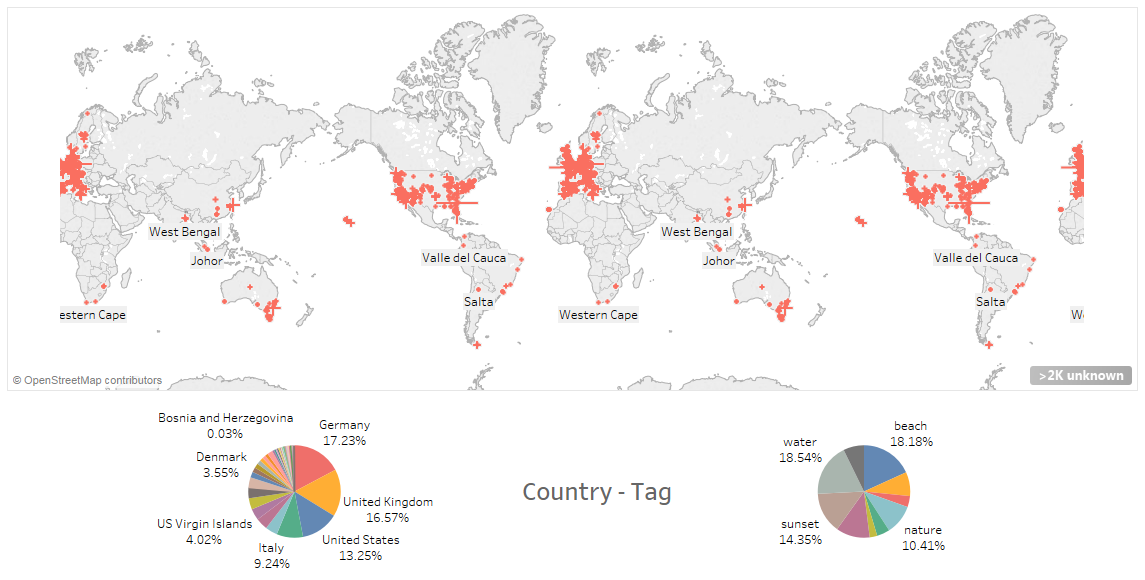 West Bengal
West Bengal
Johor
Johor
Valle del Cauca
Valle del Cauca
Salta
Salta
estern Cape
Western Cape
We
© OpenStreetMap contributors
>2K unknown
Bosnia and Herzegovina
0.03%
Germany
17.23%
Denmark
3.55%
United Kingdom
16.57%
US Virgin Islands
4.02%
United States
13.25%
Italy
9.24%
Country - Tag
beach
18.18%
water
18.54%
sunset
14.35%
nature
10.41%